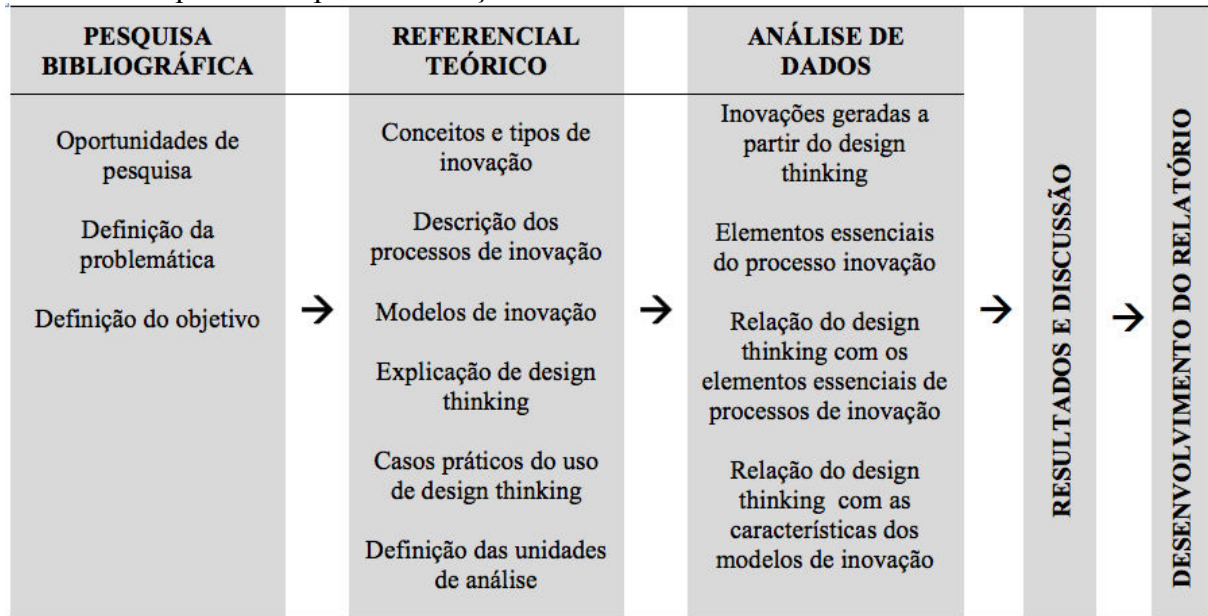 PESQUISA
BIBLIOGRÁFICA
Oportunidades de
pesquisa
Definição da
problemática
Definição do objetivo
→
REFERENCIAL
TEÓRICO
Conceitos e tipos de
inovação
Descrição dos
processos de inovação
Modelos de inovação
Explicação de design
thinking
Casos práticos do uso
de design thinking
Definição das unidades
de análise
→
ANÁLISE DE
DADOS
Inovações geradas a
partir do design
thinking
Elementos essenciais
do processo inovação
Relação do design
thinking com os
elementos essenciais de
processos de inovação
Relação do design
thinking com as
características dos
modelos de inovação
→
RESULTADOS E DISCUSSÃO
→
DESENVOLVIMENTO DO RELATÓRIO